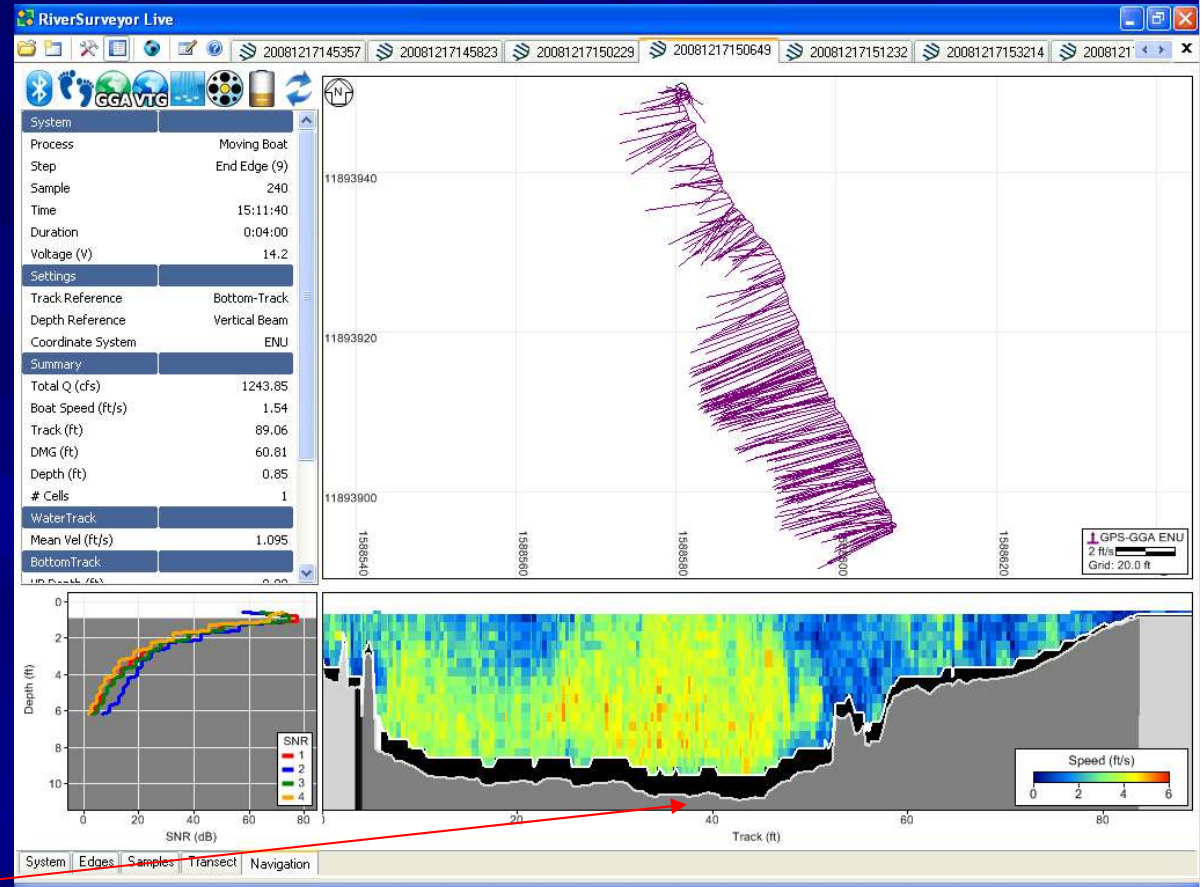 RiverSurveyor Live
20081217145357 20081217145823 20081217150229 20081217150649 20081217151232 20081217153214 2008121
GGA VTG
System
Process Moving Boat
Step End Edge (9)
Sample 240
Time 15:11:40
Duration 0:04:00
Voltage (V) 14.2
Settings
Track Reference Bottom-Track
Depth Reference Vertical Beam
Coordinate System ENU
Summary
Total Q (cfs) 1243.85
Boat Speed (ft/s) 1.54
Track (ft) 89.06
DMG (ft) 60.81
Depth (ft) 0.85
# Cells 1
WaterTrack
Mean Vel (ft/s) 1.095
BottomTrack
N
11893940
11893920
11893900
1588540 1588560 1588580 1588600 1588620
GPS-GGA ENU
2 ft/s
Grid: 20.0 ft
0
2
4
6
8
10
Depth (ft)
SNR
1
2
3
4
0 20 40 60 80
SNR (dB)
Speed (ft/s)
0 2 4 6
20 40 60 80
Track (ft)
System Edges Samples Transect Navigation